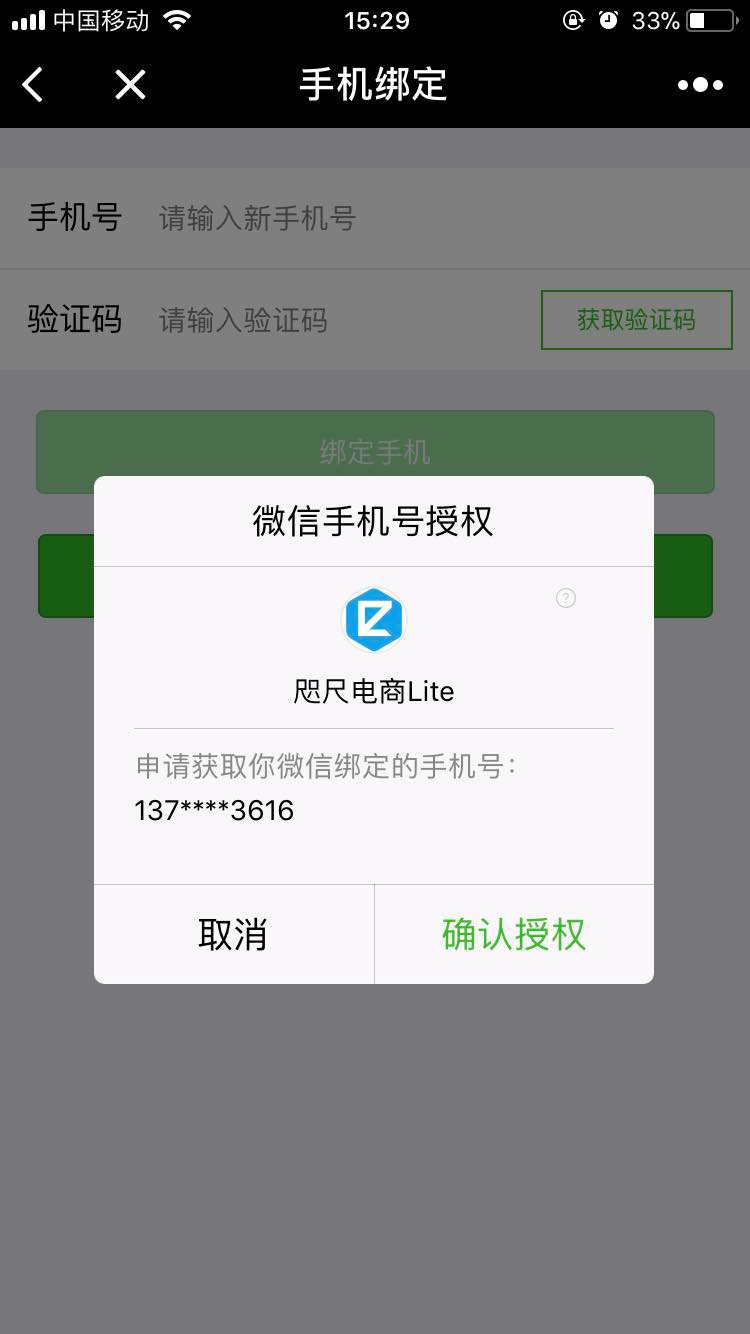 中国移动 15:29 33%
手机绑定
手机号 请输入新手机号
验证码 请输入验证码 获取验证码
绑定手机
微信手机号授权
?
咫尺电商Lite
申请获取你微信绑定的手机号：
137****3616
取消 确认授权